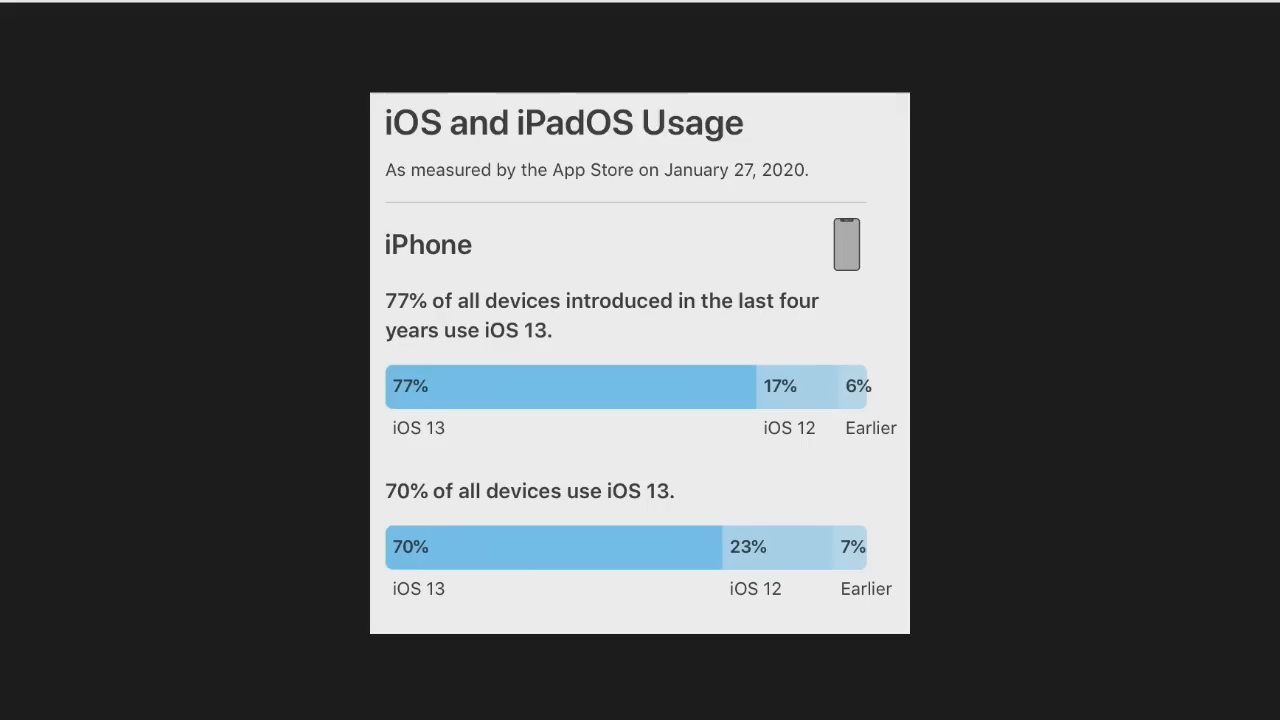 iOS and iPadOS Usage
As measured by the App Store on January 27, 2020.
iPhone
77% of all devices introduced in the last four
years use iOS 13.
77% 17% 6%
iOS 13 iOS 12 Earlier
70% of all devices use iOS 13.
70% 23% 7%
iOS 13 iOS 12 Earlier